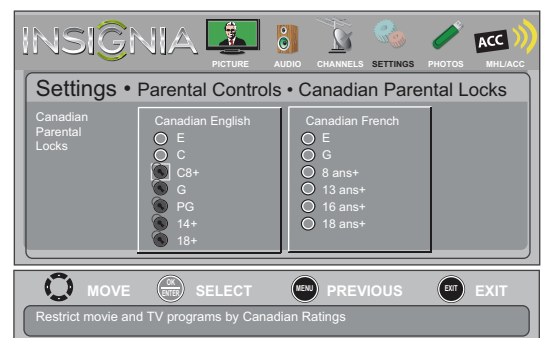 INSIGNIA
PICTURE AUDIO CHANNELS SETTINGS PHOTOS MHL/ACC
ACC
Settings • Parental Controls • Canadian Parental Locks
Canadian
Parental
Locks
Canadian English
E
C
C8+
G
PG
14+
18+
Canadian French
E
G
8 ans+
13 ans+
16 ans+
18 ans+
MOVE OK ENTER SELECT MENU PREVIOUS EXIT EXIT
Restrict movie and TV programs by Canadian Ratings